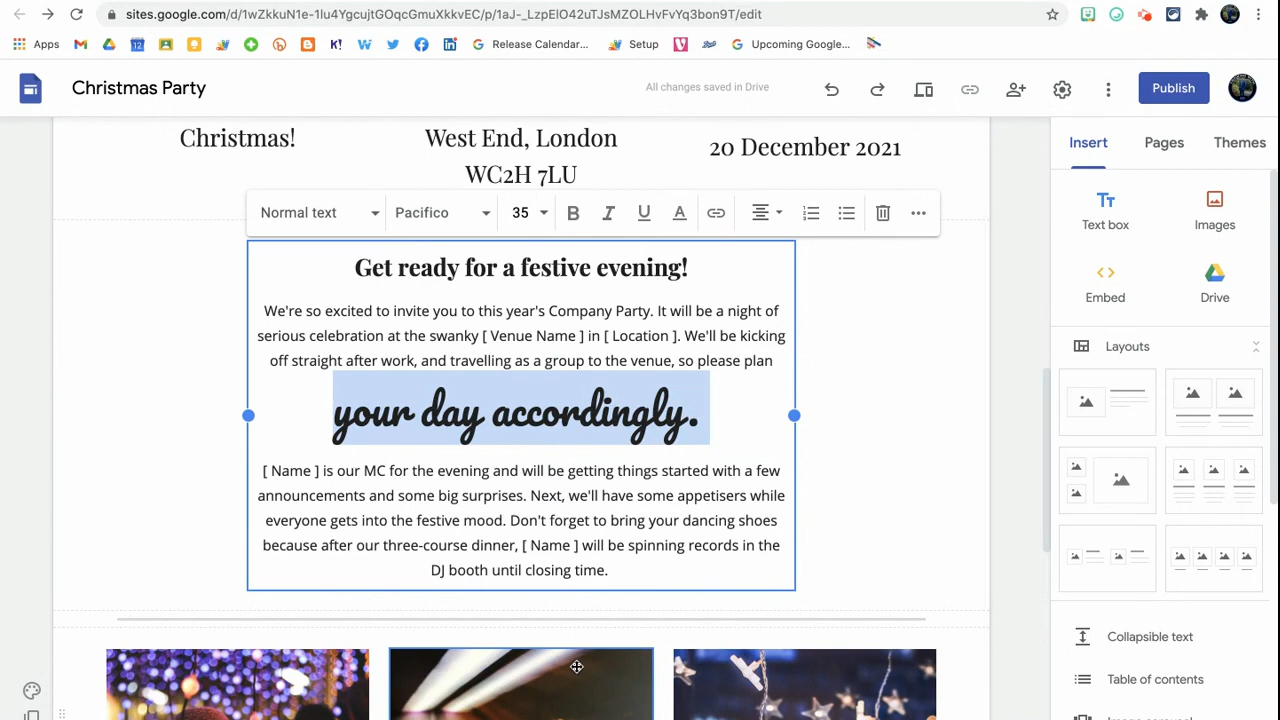 sites.google.com/d/1wZkkuN1e-1lu4YgcujtGOqcGmuXkkvEC/p/1aJ-_LzpElO42uTJsMZOLHvFvYq3bon9T/edit
Apps
Release Calendar...
Setup
Upcoming Google...
Christmas Party
All changes saved in Drive
Publish
Christmas!
West End, London
WC2H 7LU
20 December 2021
Insert
Pages
Themes
Normal text
Pacifico
35
B
I
U
A
Text box
Images
Embed
Drive
Layouts
Get ready for a festive evening!
We're so excited to invite you to this year's Company Party. It will be a night of
serious celebration at the swanky [ Venue Name ] in [ Location ]. We'll be kicking
off straight after work, and travelling as a group to the venue, so please plan
your day accordingly.
[ Name ] is our MC for the evening and will be getting things started with a few
announcements and some big surprises. Next, we'll have some appetisers while
everyone gets into the festive mood. Don't forget to bring your dancing shoes
because after our three-course dinner, [ Name ] will be spinning records in the
DJ booth until closing time.
Collapsible text
Table of contents